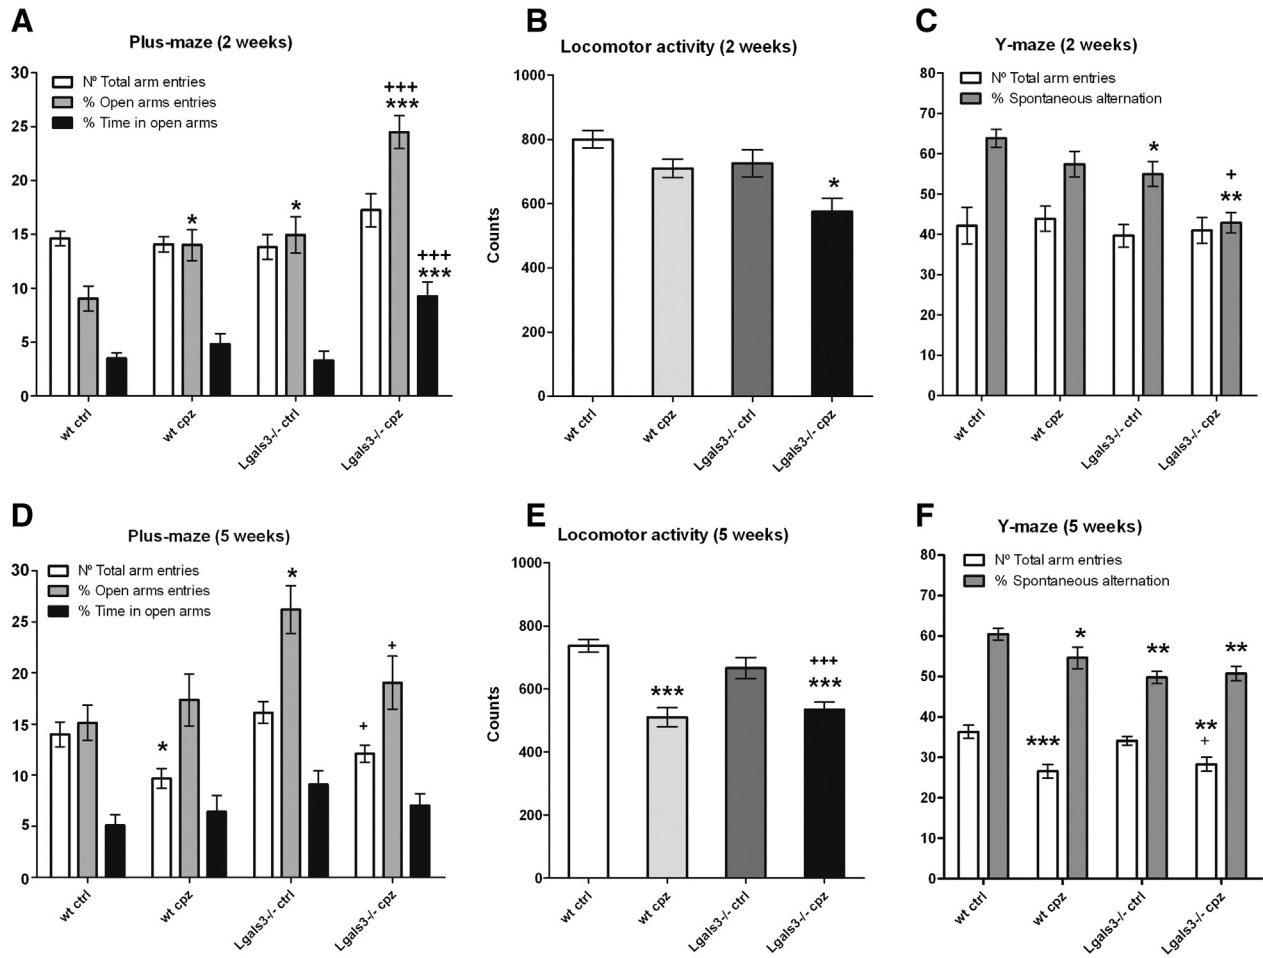 A
Plus-maze (2 weeks)
Nº Total arm entries
% Open arms entries
% Time in open arms
30
25
20
15
10
5
0
*
*
+++
***
+++
***
wt ctrl
wt cpz
Lgals3-/- ctrl
Lgals3-/- cpz
B
Locomotor activity (2 weeks)
Counts
1000
800
600
400
200
0
*
wt ctrl
wt cpz
Lgals3-/- ctrl
Lgals3-/- cpz
C
Y-maze (2 weeks)
Nº Total arm entries
% Spontaneous alternation
80
70
60
50
40
30
20
10
0
*
+
**
wt ctrl
wt cpz
Lgals3-/- ctrl
Lgals3-/- cpz
D
Plus-maze (5 weeks)
Nº Total arm entries
% Open arms entries
% Time in open arms
30
25
20
15
10
5
0
*
*
+
+
wt ctrl
wt cpz
Lgals3-/- ctrl
Lgals3-/- cpz
E
Locomotor activity (5 weeks)
Counts
1000
800
600
400
200
0
***
+++
***
wt ctrl
wt cpz
Lgals3-/- ctrl
Lgals3-/- cpz
F
Y-maze (5 weeks)
Nº Total arm entries
% Spontaneous alternation
80
70
60
50
40
30
20
10
0
***
*
**
**
+
**
wt ctrl
wt cpz
Lgals3-/- ctrl
Lgals3-/- cpz